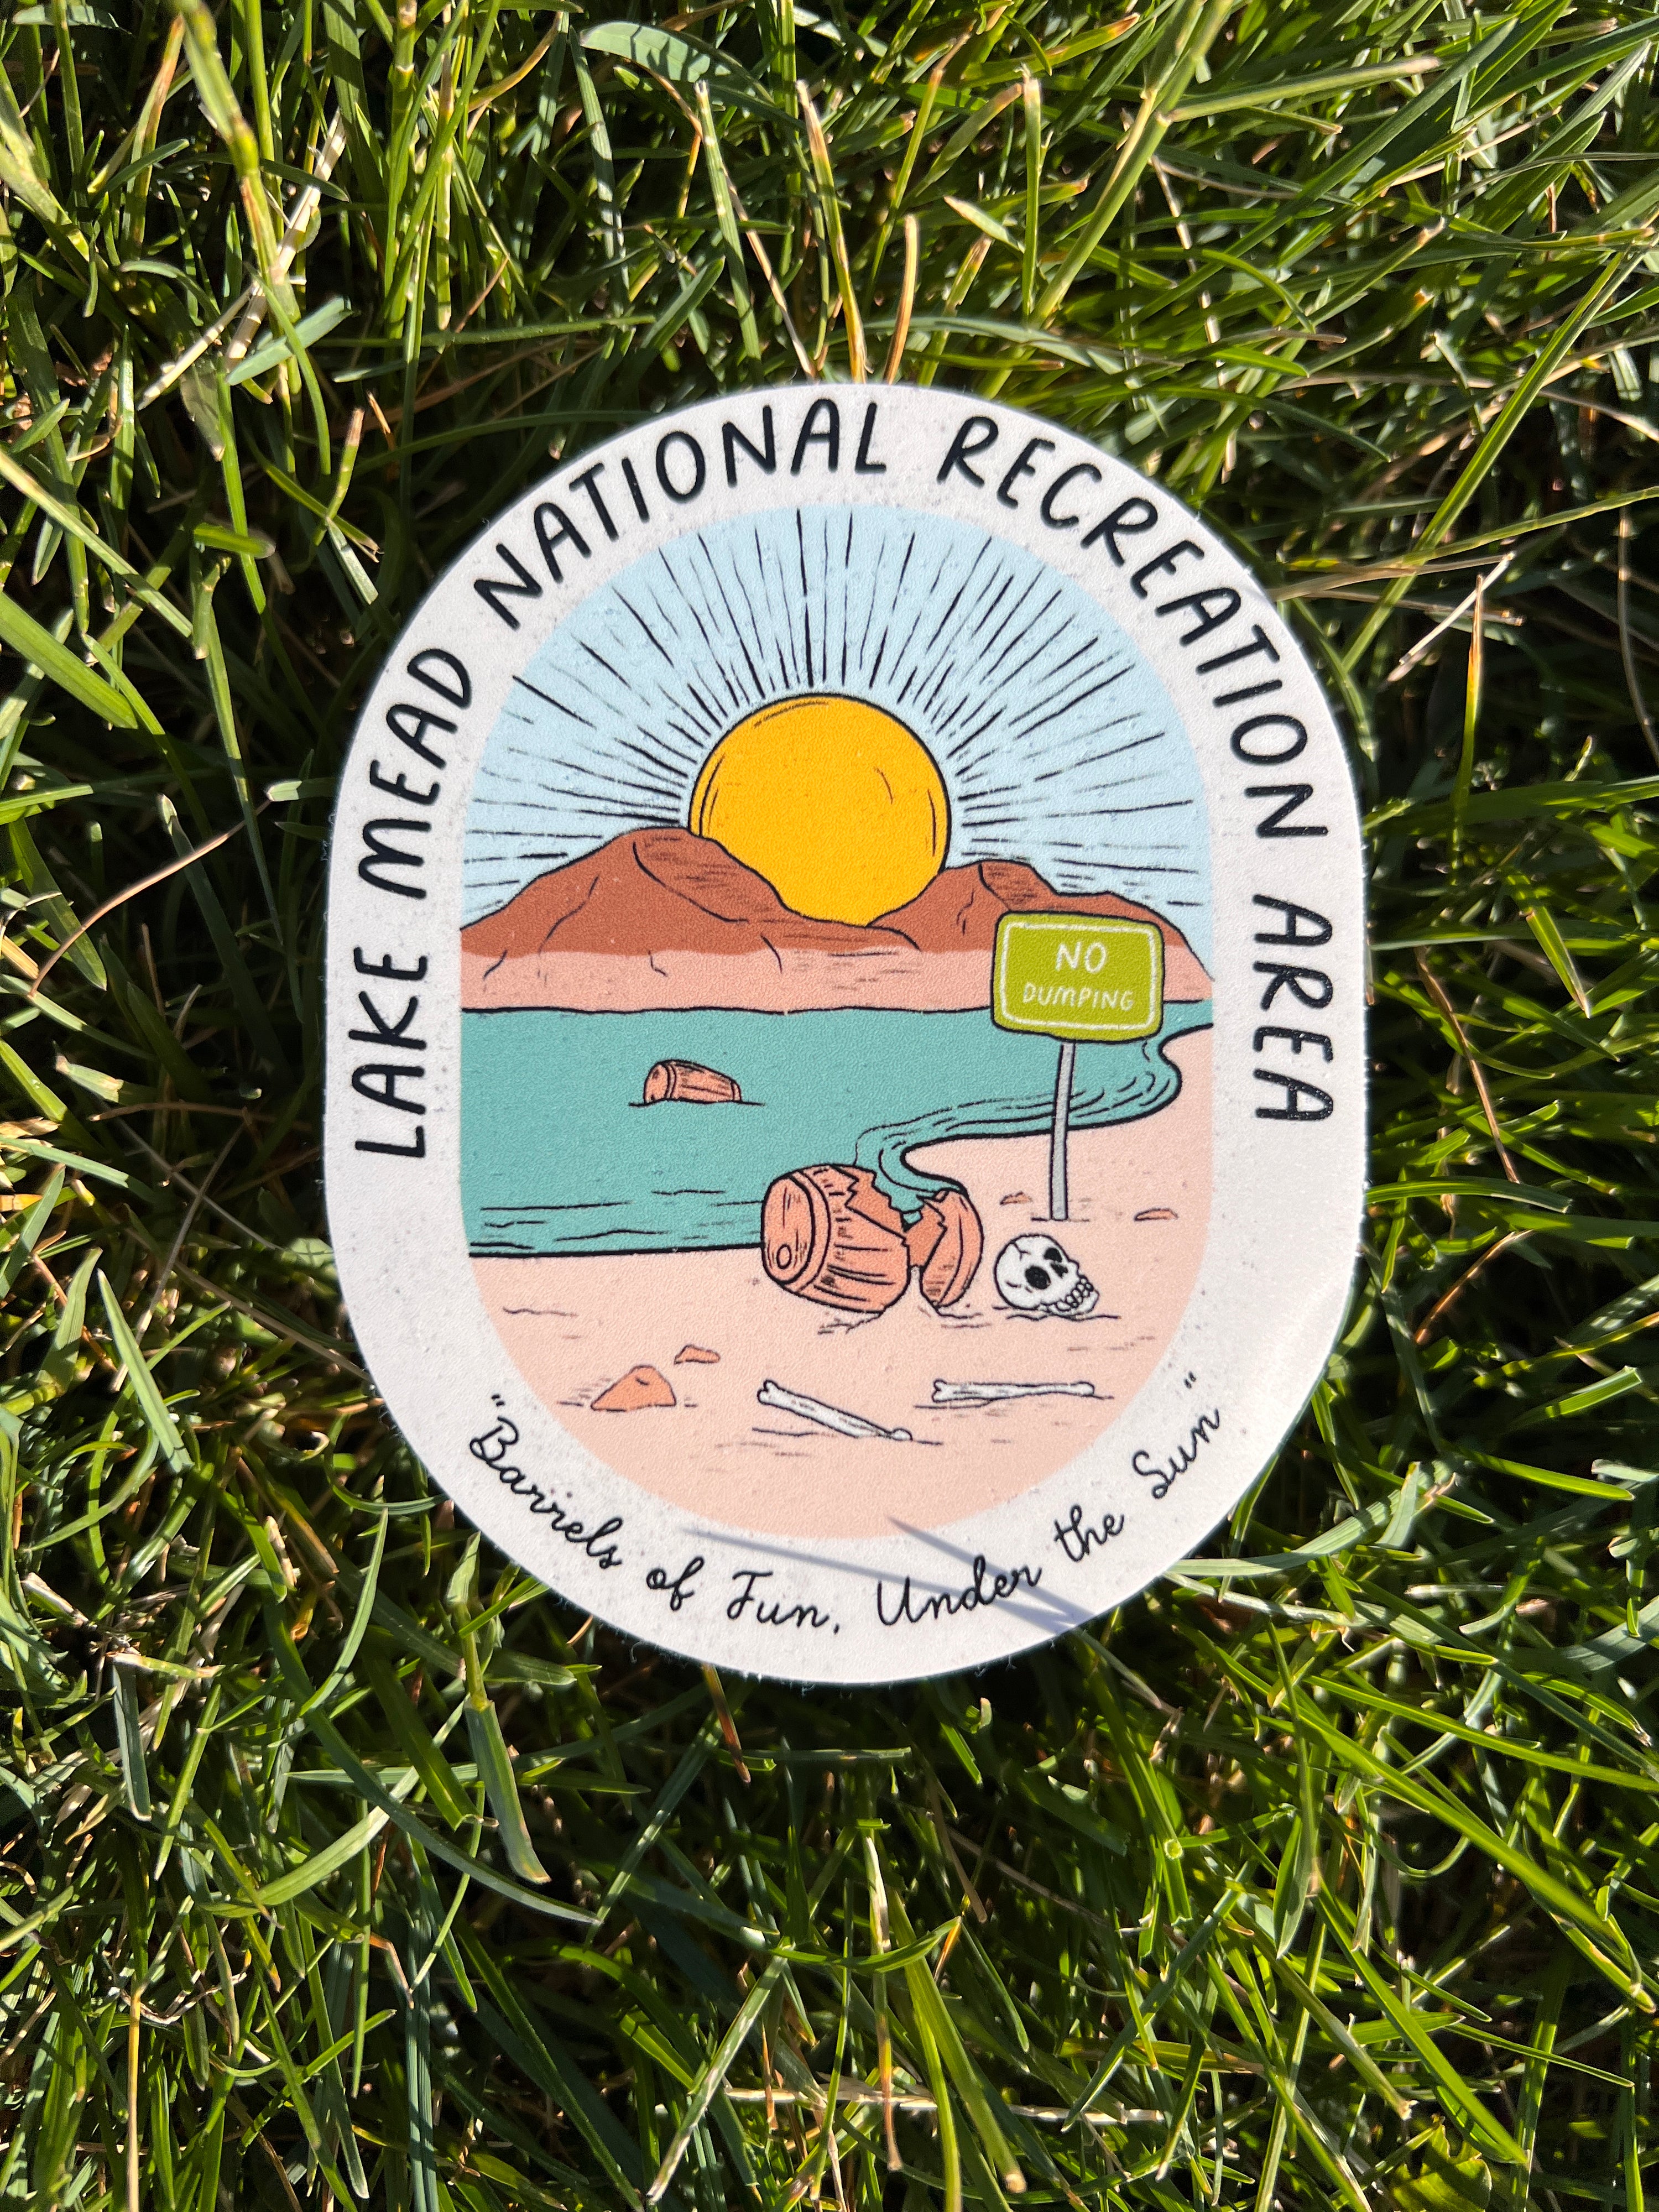 LAKE MEAD NATIONAL RECREATION AREA
NO
DUMPING
"Barrels of Fun, Under the Sun"